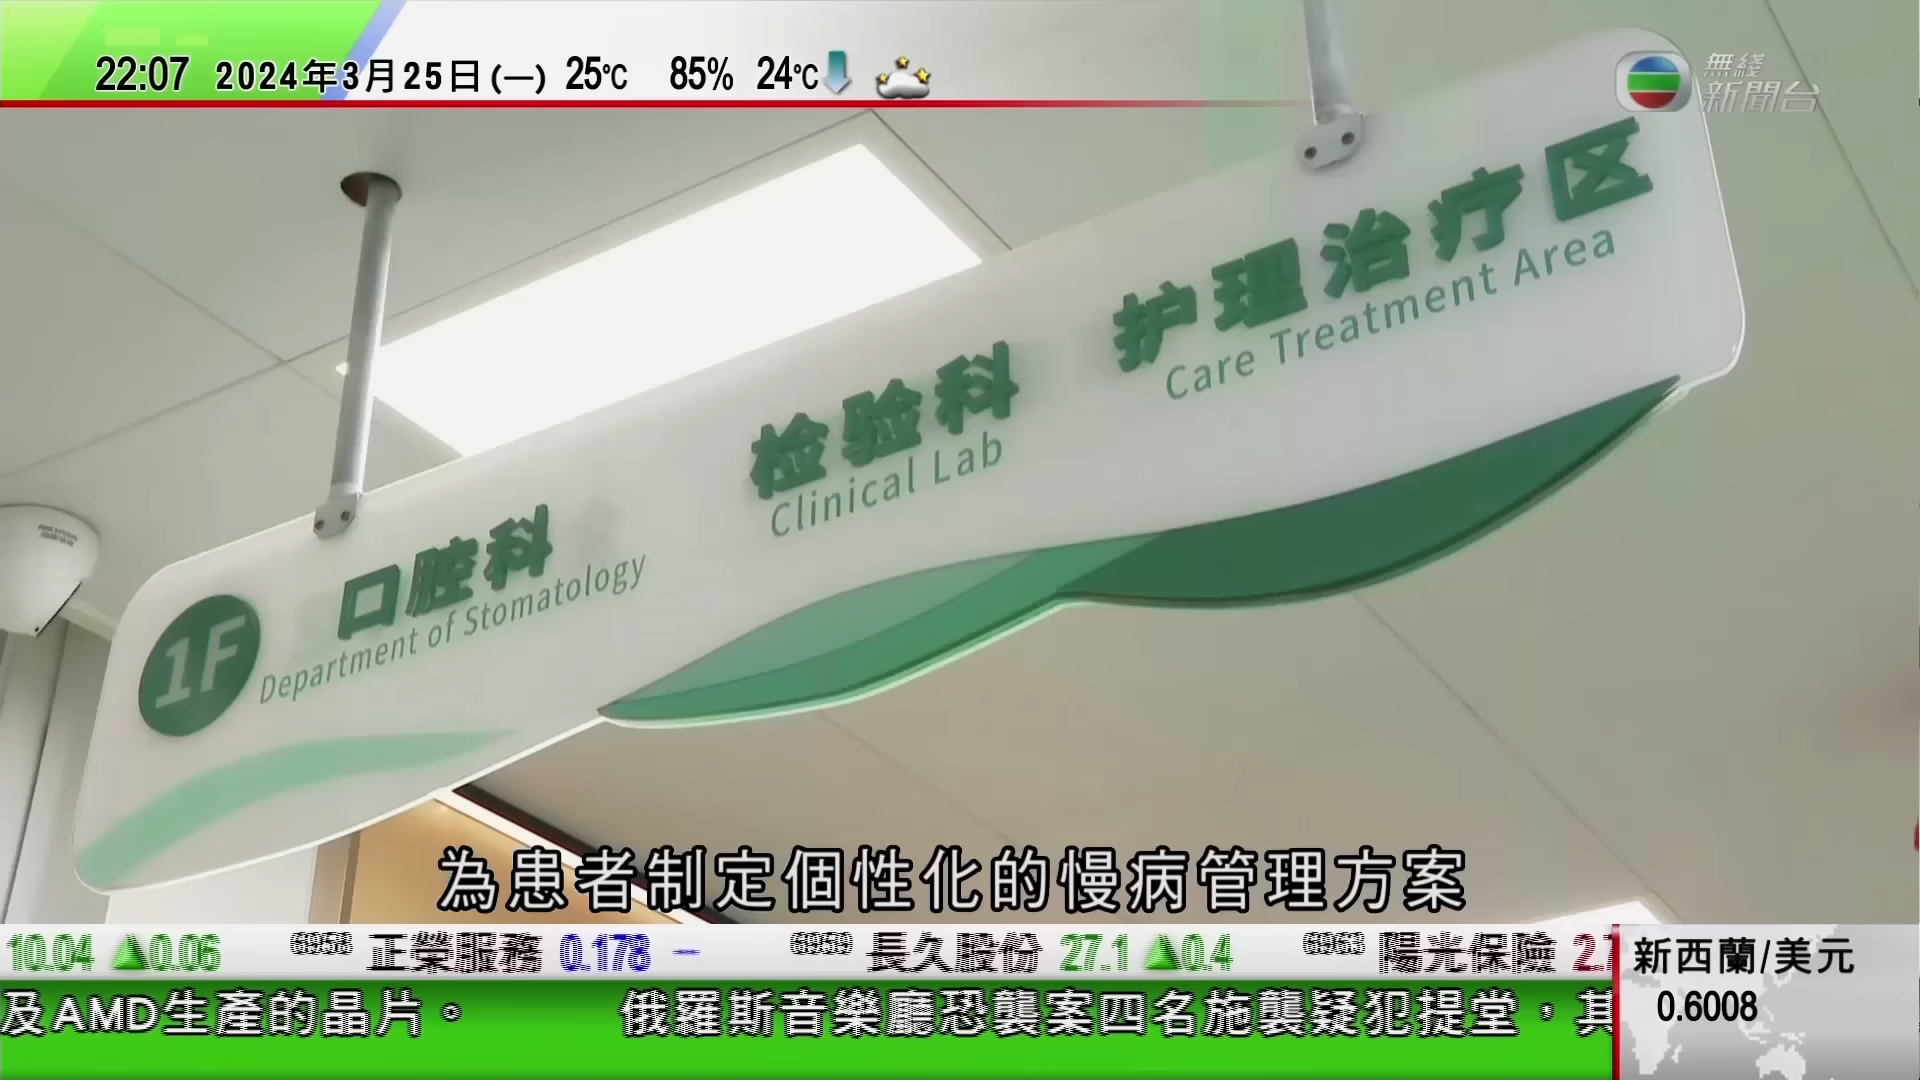 22:07 2024年3月25日(一) 25℃ 85% 24℃
無綫
新聞台
护理治疗区
Care Treatment Area
检验科
Clinical Lab
口腔科
Department of Stomatology
1F
為患者制定個性化的慢病管理方案
10.04 ▲0.06 6958 正榮服務 0.178 – 6959 長久股份 27.1 ▲0.4 6963 陽光保險 2.7
新西蘭/美元
0.6008
及AMD生產的晶片。 俄羅斯音樂廳恐襲案四名施襲疑犯提堂，其